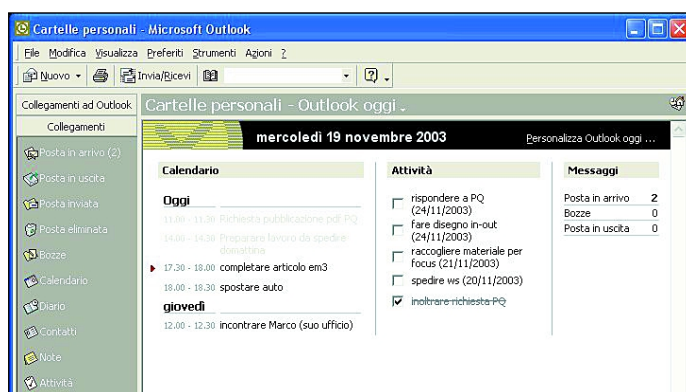 Cartelle personali - Microsoft Outlook
File Modifica Visualizza Preferiti Strumenti Azioni ?
Nuovo Invia/Ricevi
Collegamenti ad Outlook
Cartelle personali - Outlook oggi
Collegamenti
Posta in arrivo (2)
Posta in uscita
Posta inviata
Posta eliminata
Bozze
Calendario
Diario
Contatti
Note
Attività
mercoledì 19 novembre 2003
Personalizza Outlook oggi ...
Calendario
Oggi
11.00 - 11.30 Richiesta pubblicazione pdt PQ
14.00 - 14.30 Preparare lavoro da spedire
domattina
17.30 - 18.00 completare articolo em3
18.00 - 18.30 spostare auto
giovedì
12.00 - 12.30 incontrare Marco (suo ufficio)
Attività
rispondere a PQ
(24/11/2003)
fare disegno in-out
(24/11/2003)
raccogliere materiale per
focus (21/11/2003)
spedire ws (20/11/2003)
inoltrare richiesta PQ
Messaggi
Posta in arrivo 2
Bozze 0
Posta in uscita 0